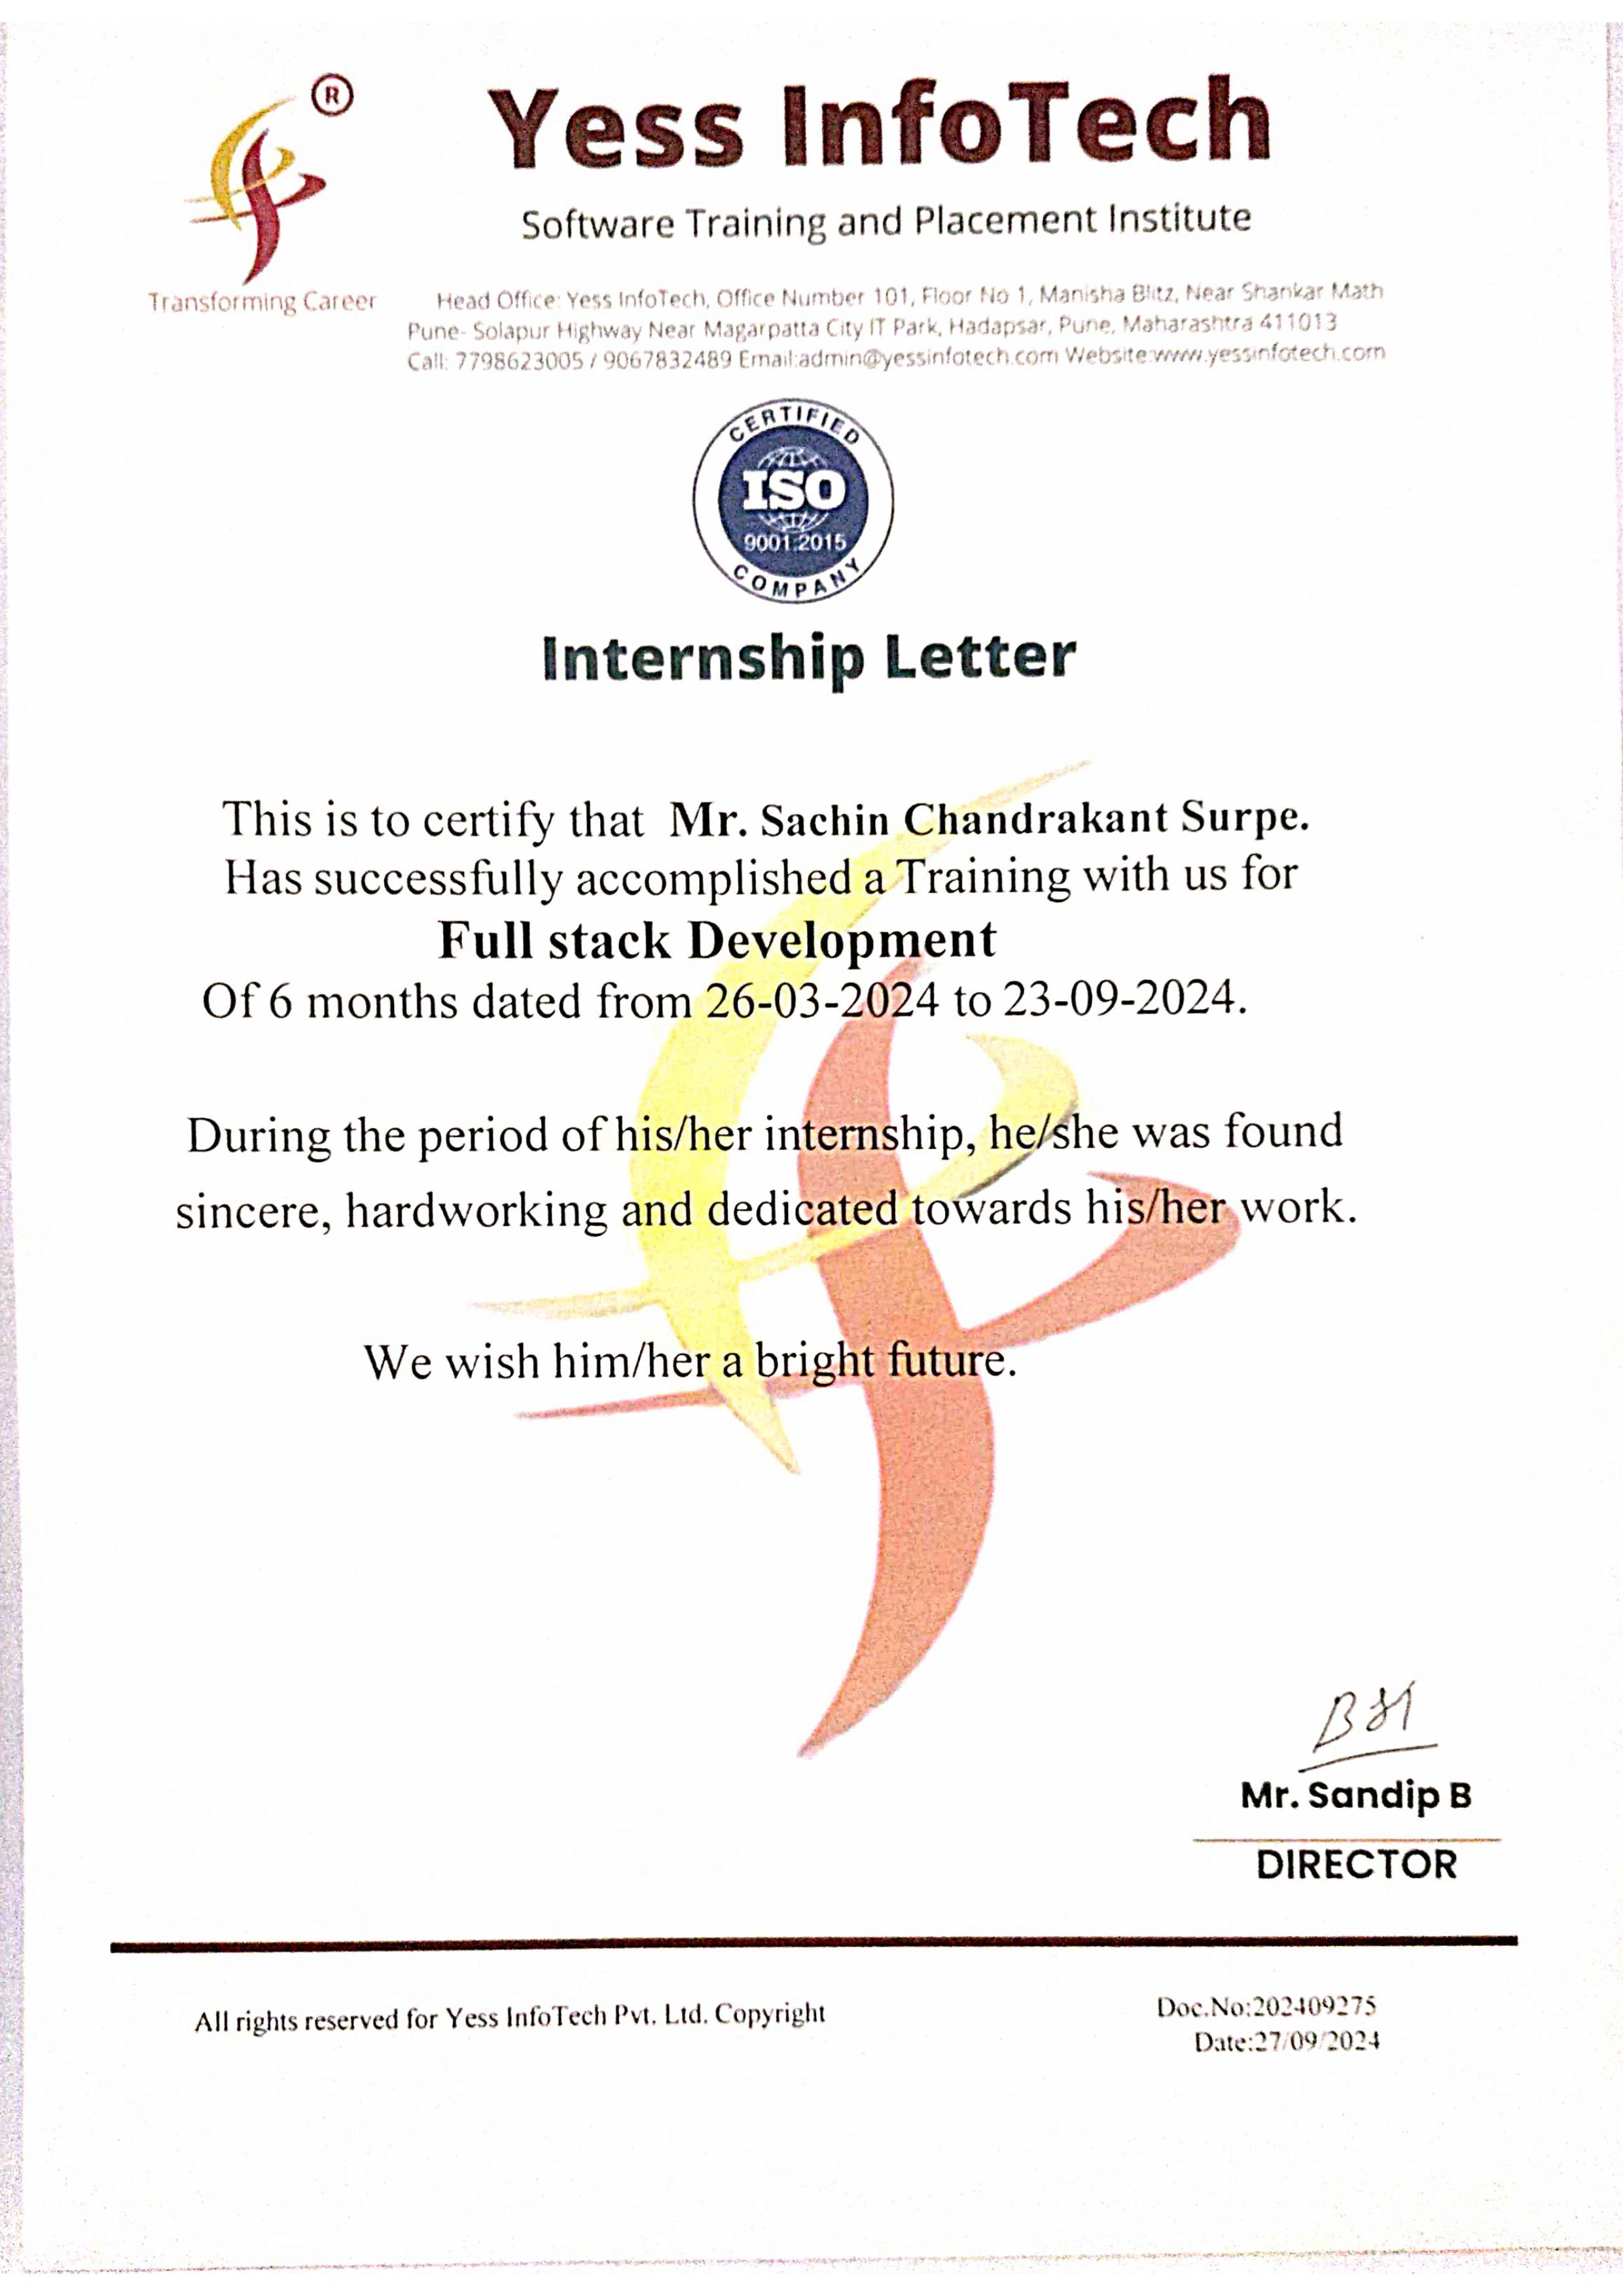 ®
Yess InfoTech
Software Training and Placement Institute
Transforming Career
Head Office: Yess InfoTech, Office Number 101, Floor No 1, Manisha Blitz, Near Shankar Math
Pune- Solapur Highway Near Magarpatta City IT Park, Hadapsar, Pune, Maharashtra 411013
Call: 7798623005 / 9067832489 Email:admin@yessinfotech.com Website:www.yessinfotech.com
CERTIFIED
ISO
9001:2015
COMPANY
Internship Letter
This is to certify that Mr. Sachin Chandrakant Surpe.
Has successfully accomplished a Training with us for
Full stack Development
Of 6 months dated from 26-03-2024 to 23-09-2024.
During the period of his/her internship, he/she was found
sincere, hardworking and dedicated towards his/her work.
We wish him/her a bright future.
Mr. Sandip B
DIRECTOR
All rights reserved for Yess InfoTech Pvt. Ltd. Copyright
Doc.No:202409275
Date:27/09/2024